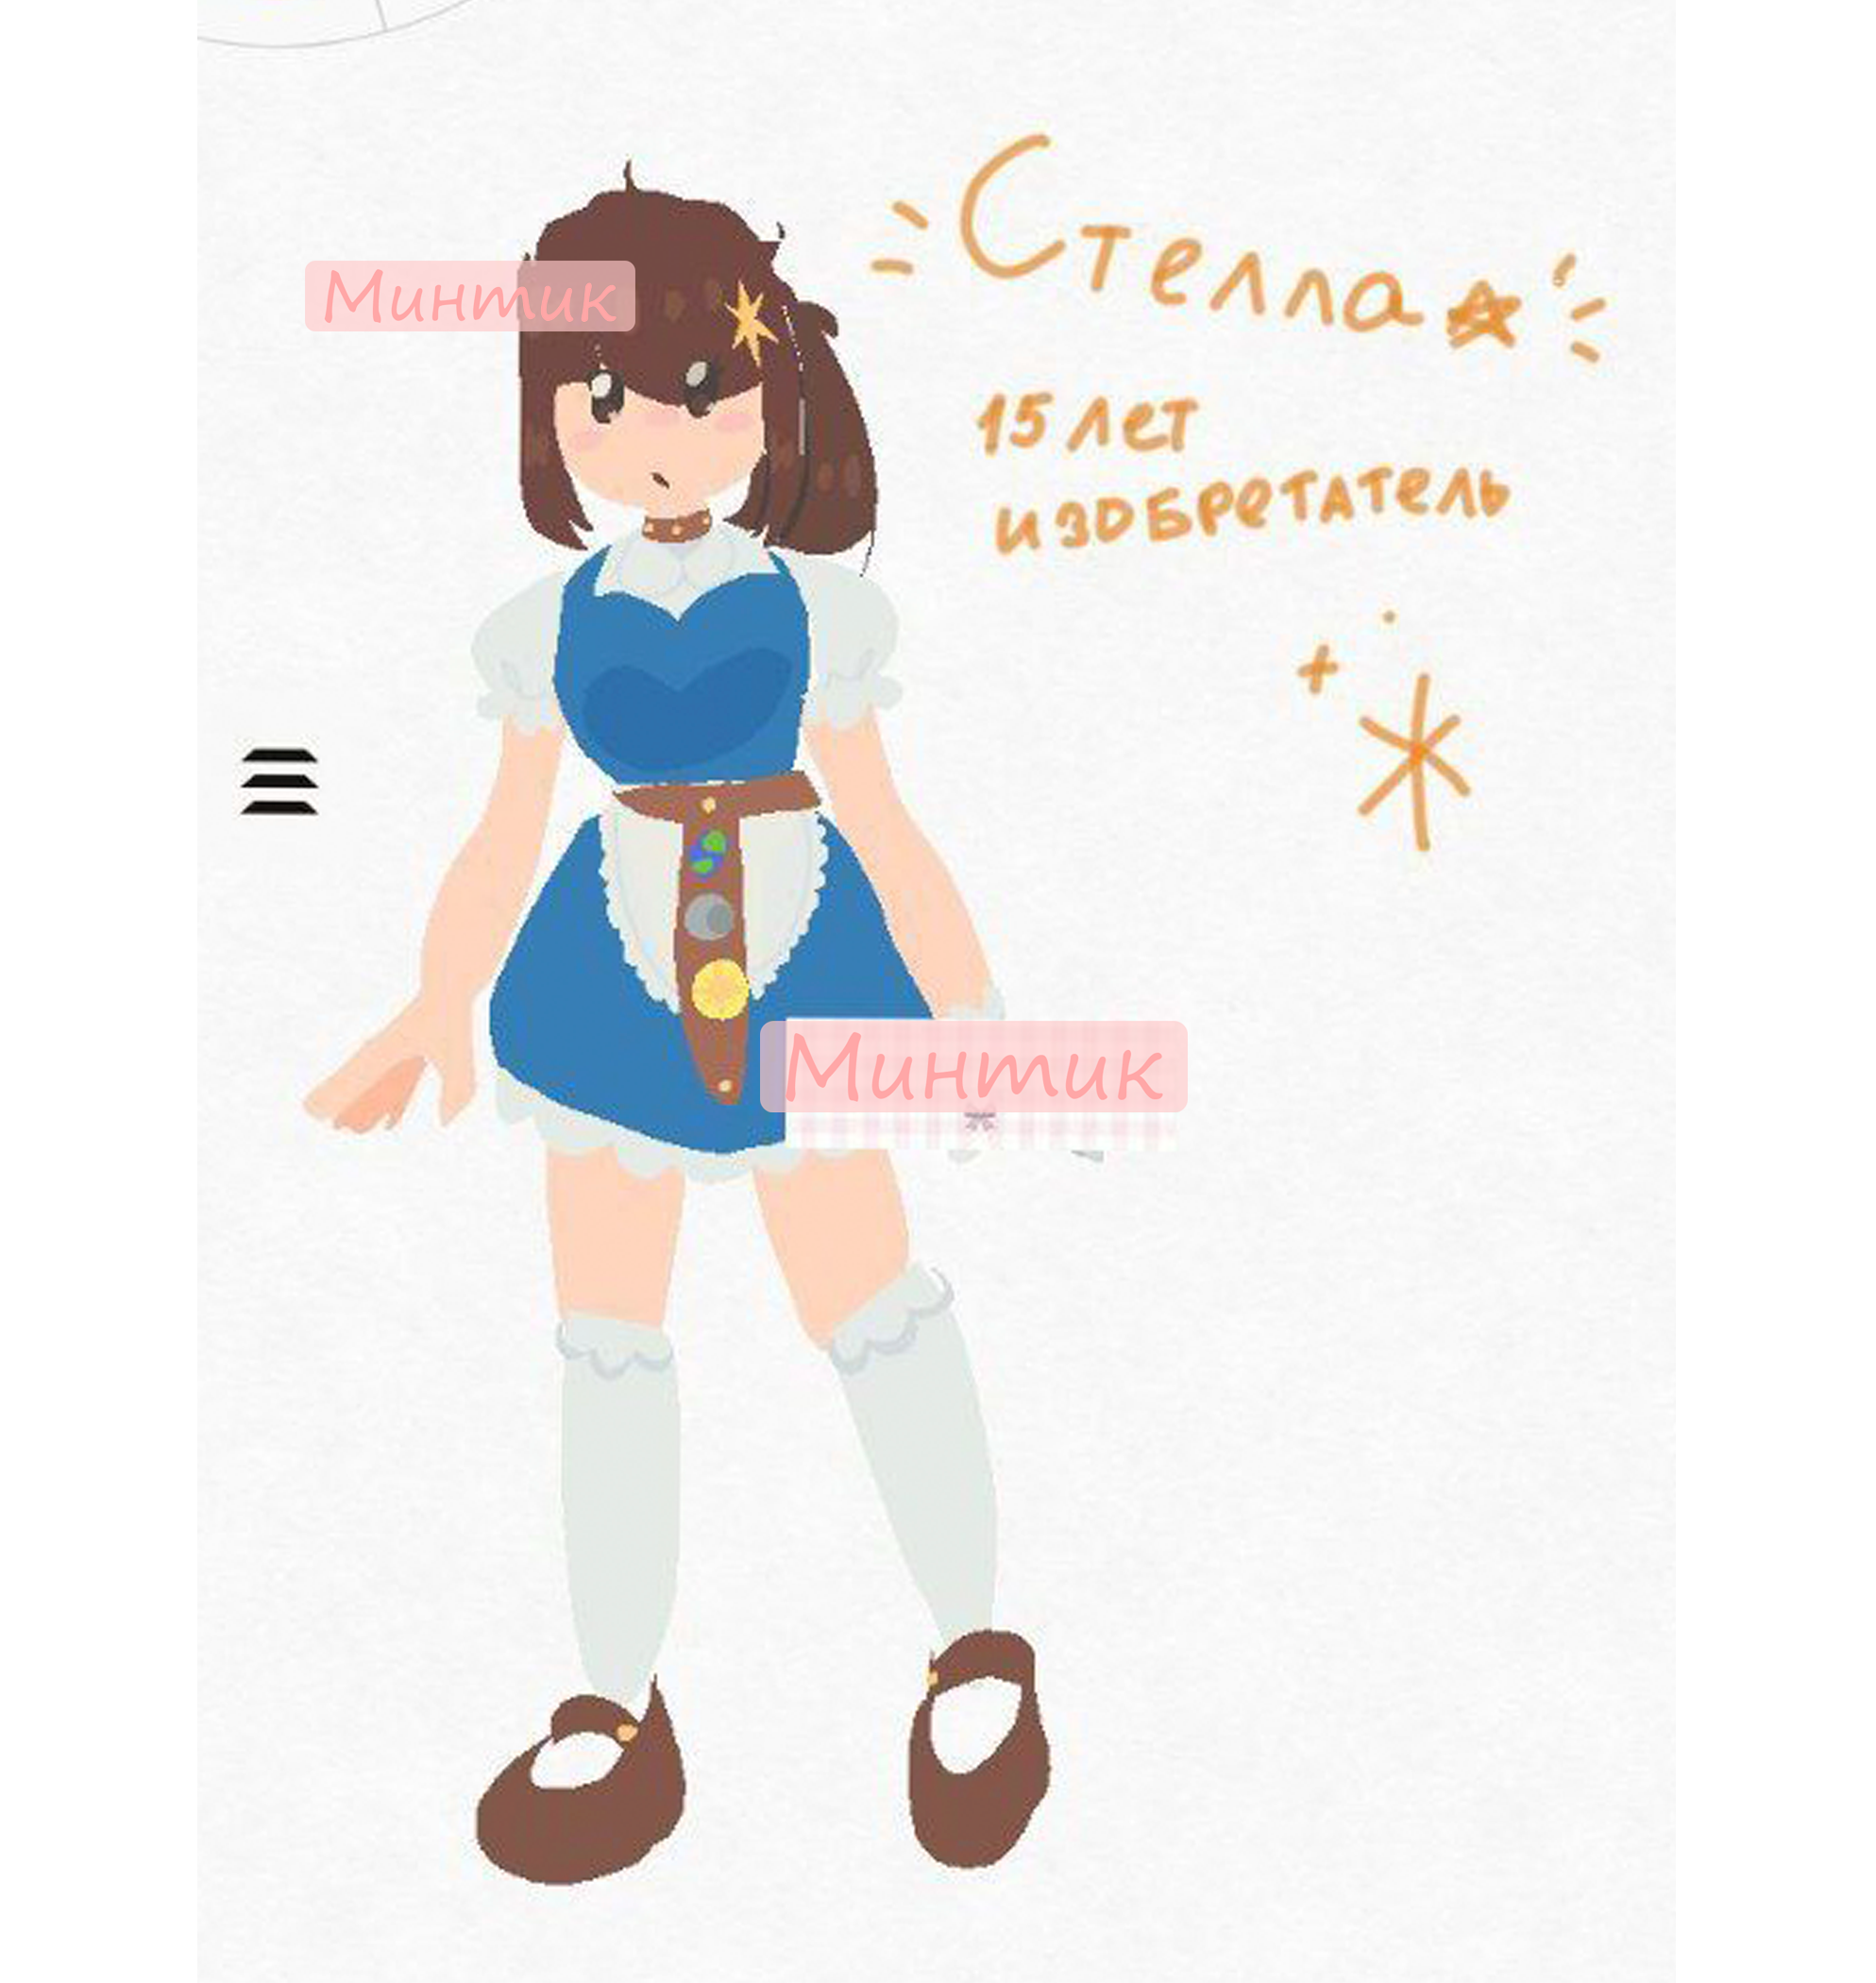 Стелла
Минтик
15 лет
изобретатель
Минтик